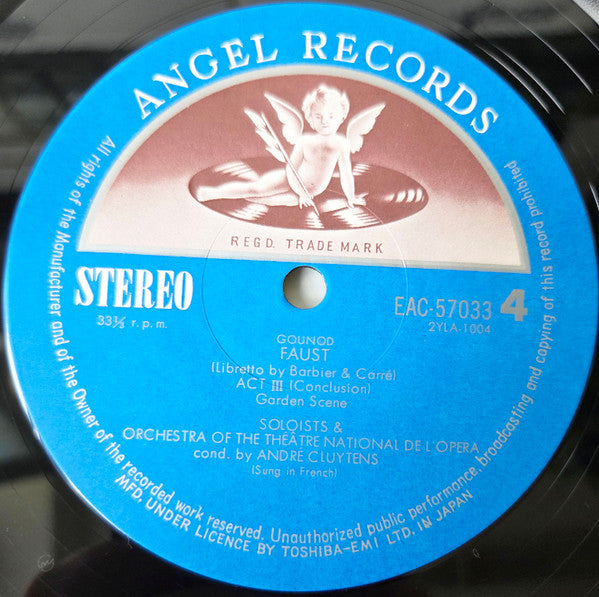 ANGEL RECORDS
REGD. TRADE MARK
STEREO
33⅓ r.p.m.
EAC-57033 4
2YLA-1004
GOUNOD
FAUST
(Libretto by Barbier & Carré)
ACT III (Conclusion)
Garden Scene
SOLOISTS &
ORCHESTRA OF THE THÉÂTRE NATIONAL DE L'OPERA
cond. by ANDRÉ CLUYTENS
(Sung in French)
All rights of the Manufacturer and of the Owner of the recorded work reserved. Unauthorized public performance, broadcasting and copying of this record prohibited
MFD. UNDER LICENCE BY TOSHIBA-EMI LTD. IN JAPAN